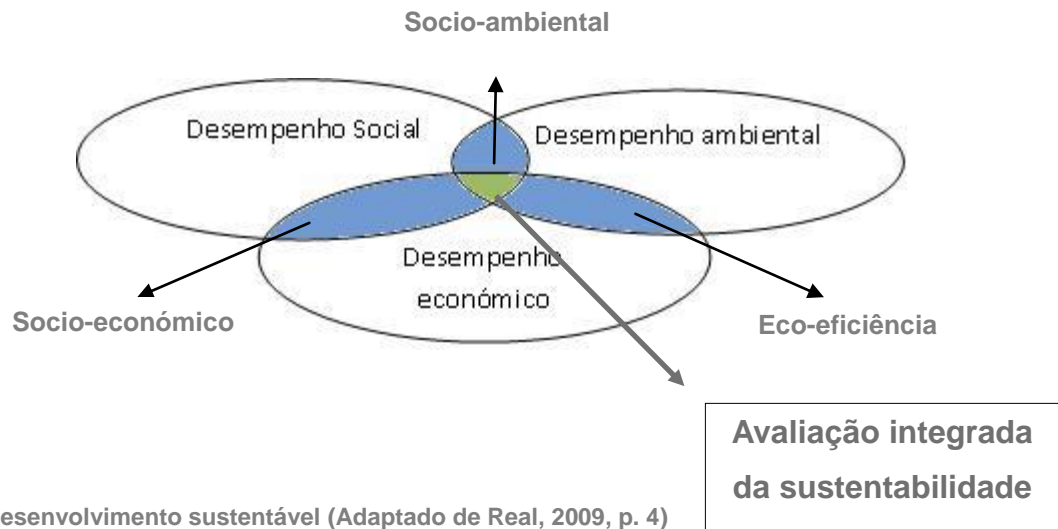 Socio-ambiental
Desempenho Social
Desempenho ambiental
Desempenho
económico
Socio-económico
Eco-eficiência
Avaliação integrada
da sustentabilidade
esenvolvimento sustentável (Adaptado de Real, 2009, p. 4)